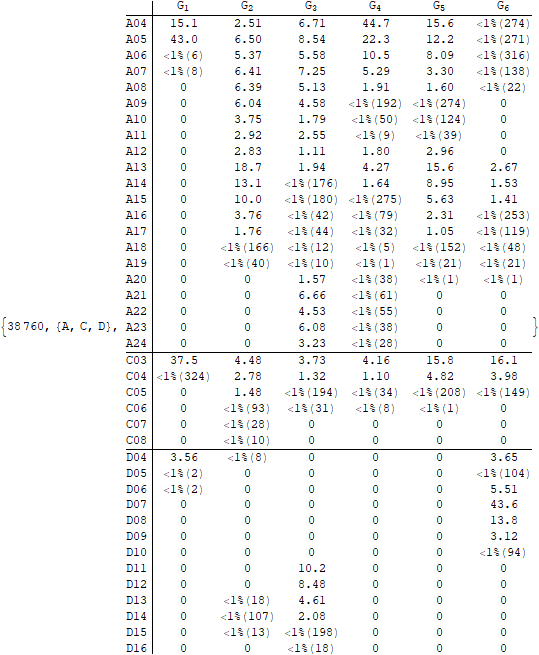 G1 G2 G3 G4 G5 G6
A04 15.1 2.51 6.71 44.7 15.6 <1%(274)
A05 43.0 6.50 8.54 22.3 12.2 <1%(271)
A06 <1%(6) 5.37 5.58 10.5 8.09 <1%(316)
A07 <1%(8) 6.41 7.25 5.29 3.30 <1%(138)
A08 0 6.39 5.13 1.91 1.60 <1%(22)
A09 0 6.04 4.58 <1%(192) <1%(274) 0
A10 0 3.75 1.79 <1%(50) <1%(124) 0
A11 0 2.92 2.55 <1%(9) <1%(39) 0
A12 0 2.83 1.11 1.80 2.96 0
A13 0 18.7 1.94 4.27 15.6 2.67
A14 0 13.1 <1%(176) 1.64 8.95 1.53
A15 0 10.0 <1%(180) <1%(275) 5.63 1.41
A16 0 3.76 <1%(42) <1%(79) 2.31 <1%(253)
A17 0 1.76 <1%(44) <1%(32) 1.05 <1%(119)
A18 0 <1%(166) <1%(12) <1%(5) <1%(152) <1%(48)
A19 0 <1%(40) <1%(10) <1%(1) <1%(21) <1%(21)
A20 0 0 1.57 <1%(38) <1%(1) <1%(1)
A21 0 0 6.66 <1%(61) 0 0
A22 0 0 4.53 <1%(55) 0 0
{38760, {A, C, D}, A23 0 0 6.08 <1%(38) 0 0 }
A24 0 0 3.23 <1%(28) 0 0
C03 37.5 4.48 3.73 4.16 15.8 16.1
C04 <1%(324) 2.78 1.32 1.10 4.82 3.98
C05 0 1.48 <1%(194) <1%(34) <1%(208) <1%(149)
C06 0 <1%(93) <1%(31) <1%(8) <1%(1) 0
C07 0 <1%(28) 0 0 0 0
C08 0 <1%(10) 0 0 0 0
D04 3.56 <1%(8) 0 0 0 3.65
D05 <1%(2) 0 0 0 0 <1%(104)
D06 <1%(2) 0 0 0 0 5.51
D07 0 0 0 0 0 43.6
D08 0 0 0 0 0 13.8
D09 0 0 0 0 0 3.12
D10 0 0 0 0 0 <1%(94)
D11 0 0 10.2 0 0 0
D12 0 0 8.48 0 0 0
D13 0 <1%(18) 4.61 0 0 0
D14 0 <1%(107) 2.08 0 0 0
D15 0 <1%(13) <1%(198) 0 0 0
D16 0 0 <1%(18) 0 0 0